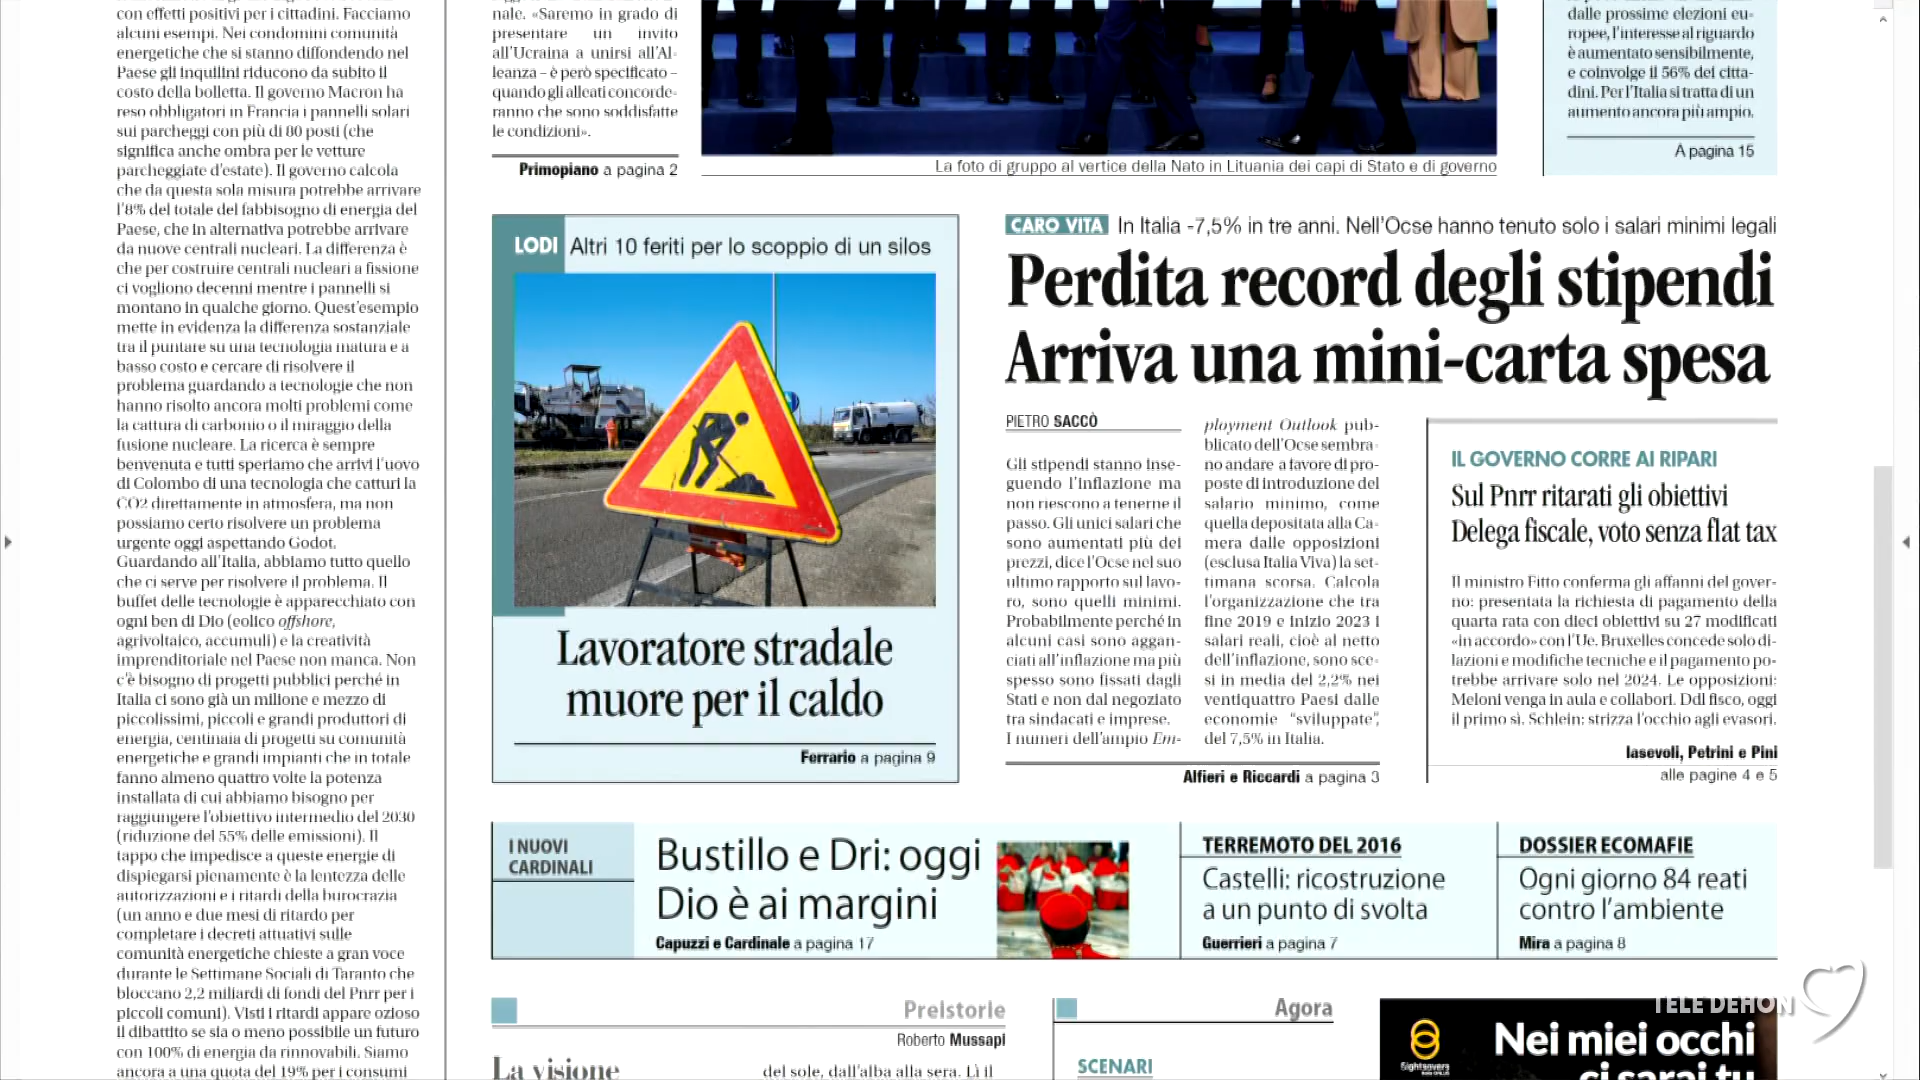 con effetti positivi per i cittadini. Facciamo
alcuni esempi. Nei condomini comunità
energetiche che si stanno diffondendo nel
Paese gli inquilini riducono da subito il
costo della bolletta. Il governo Macron ha
reso obbligatori in Francia i pannelli solari
sui parcheggi con più di 80 posti (che
significa anche ombra per le vetture
parcheggiate d'estate). Il governo calcola
che da questa sola misura potrebbe arrivare
l'8% del totale del fabbisogno di energia del
Paese, che in alternativa potrebbe arrivare
da nuove centrali nucleari. La differenza è
che per costruire centrali nucleari a fissione
ci vogliono decenni mentre i pannelli si
montano in qualche giorno. Quest'esempio
mette in evidenza la differenza sostanziale
tra il puntare su una tecnologia matura e a
basso costo e cercare di risolvere il
problema guardando a tecnologie che non
hanno risolto ancora molti problemi come
la cattura di carbonio o il miraggio della
fusione nucleare. La ricerca è sempre
benvenuta e tutti speriamo che arrivi l'uovo
di Colombo di una tecnologia che catturi la
CO2 direttamente in atmosfera, ma non
possiamo certo risolvere un problema
urgente oggi aspettando Godot.
Guardando all'Italia, abbiamo tutto quello
che ci serve per risolvere il problema. Il
buffet delle tecnologie è apparecchiato con
ogni ben di Dio (eolico offshore,
agrivoltaico, accumuli) e la creatività
imprenditoriale nel Paese non manca. Non
c'è bisogno di progetti pubblici perché in
Italia ci sono già un milione e mezzo di
piccolissimi, piccoli e grandi produttori di
energia, centinaia di progetti su comunità
energetiche e grandi impianti che in totale
fanno almeno quattro volte la potenza
installata di cui abbiamo bisogno per
raggiungere l'obiettivo intermedio del 2030
(riduzione del 55% delle emissioni). Il
tappo che impedisce a queste energie di
dispiegarsi pienamente è la lentezza delle
autorizzazioni e i ritardi della burocrazia
(un anno e due mesi di ritardo per
completare i decreti attuativi sulle
comunità energetiche chieste a gran voce
durante le Settimane Sociali di Taranto che
bloccano 2,2 miliardi di fondi del Pnrr per i
piccoli comuni). Visti i ritardi appare ozioso
il dibattito se sia o meno possibile un futuro
con 100% di energia da rinnovabili. Siamo
ancora a una quota del 19% per i consumi
nale. «Saremo in grado di
presentare un invito
all'Ucraina a unirsi all'Al-
leanza – è però specificato –
quando gli alleati concorde-
ranno che sono soddisfatte
le condizioni».
Primopiano a pagina 2
La foto di gruppo al vertice della Nato in Lituania dei capi di Stato e di governo
dalle prossime elezioni eu-
ropee, l'interesse al riguardo
è aumentato sensibilmente,
e coinvolge il 56% dei citta-
dini. Per l'Italia si tratta di un
aumento ancora più ampio.
A pagina 15
LODI Altri 10 feriti per lo scoppio di un silos
Lavoratore stradale
muore per il caldo
Ferrario a pagina 9
CARO VITA In Italia -7,5% in tre anni. Nell'Ocse hanno tenuto solo i salari minimi legali
Perdita record degli stipendi
Arriva una mini-carta spesa
PIETRO SACCÒ
Gli stipendi stanno inse-
guendo l'inflazione ma
non riescono a tenerne il
passo. Gli unici salari che
sono aumentati più dei
prezzi, dice l'Ocse nel suo
ultimo rapporto sul lavo-
ro, sono quelli minimi.
Probabilmente perché in
alcuni casi sono aggan-
ciati all'inflazione ma più
spesso sono fissati dagli
Stati e non dal negoziato
tra sindacati e imprese.
I numeri dell'ampio Em-
ployment Outlook pub-
blicato dell'Ocse sembra-
no andare a favore di pro-
poste di introduzione del
salario minimo, come
quella depositata alla Ca-
mera dalle opposizioni
(esclusa Italia Viva) la set-
timana scorsa. Calcola
l'organizzazione che tra
fine 2019 e inizio 2023 i
salari reali, cioè al netto
dell'inflazione, sono sce-
si in media del 2,2% nei
ventiquattro Paesi dalle
economie “sviluppate”,
del 7,5% in Italia.
Alfieri e Riccardi a pagina 3
IL GOVERNO CORRE AI RIPARI
Sul Pnrr ritarati gli obiettivi
Delega fiscale, voto senza flat tax
Il ministro Fitto conferma gli affanni del gover-
no: presentata la richiesta di pagamento della
quarta rata con dieci obiettivi su 27 modificati
«in accordo» con l'Ue. Bruxelles concede solo di-
lazioni e modifiche tecniche e il pagamento po-
trebbe arrivare solo nel 2024. Le opposizioni:
Meloni venga in aula e collabori. Ddl fisco, oggi
il primo sì. Schlein: strizza l'occhio agli evasori.
Iasevoli, Petrini e Pini
alle pagine 4 e 5
I NUOVI
CARDINALI
Bustillo e Dri: oggi
Dio è ai margini
Capuzzi e Cardinale a pagina 17
TERREMOTO DEL 2016
Castelli: ricostruzione
a un punto di svolta
Guerrieri a pagina 7
DOSSIER ECOMAFIE
Ogni giorno 84 reati
contro l'ambiente
Mira a pagina 8
Preistorie
Roberto Mussapi
La visione
del sole, dall'alba alla sera. Lì il
Agorà
SCENARI
Sightsavers
Nei miei occhi
ci sarai tu
TELE DEHON